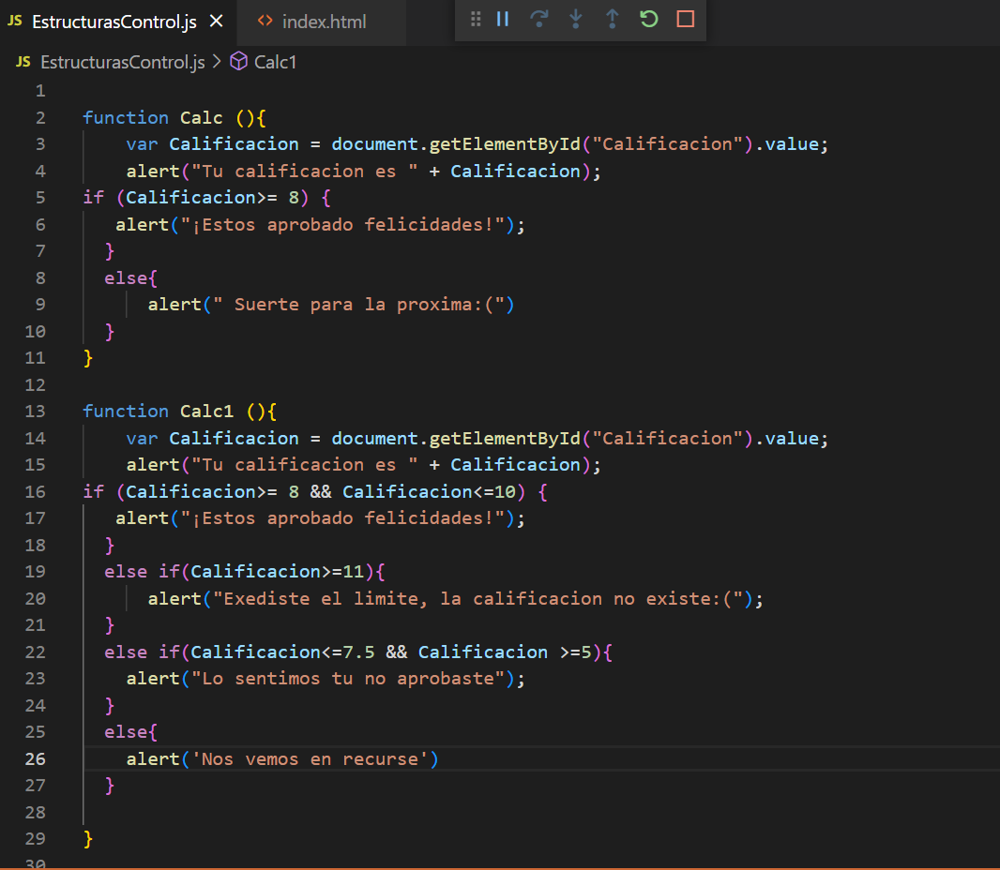 JS EstructurasControl.js × <> index.html
JS EstructurasControl.js > Calc1
1
2 function Calc (){
3 var Calificacion = document.getElementById("Calificacion").value;
4 alert("Tu calificacion es " + Calificacion);
5 if (Calificacion>= 8) {
6 alert("¡Estos aprobado felicidades!");
7 }
8 else{
9 alert(" Suerte para la proxima:(")
10 }
11 }
12
13 function Calc1 (){
14 var Calificacion = document.getElementById("Calificacion").value;
15 alert("Tu calificacion es " + Calificacion);
16 if (Calificacion>= 8 && Calificacion<=10) {
17 alert("¡Estos aprobado felicidades!");
18 }
19 else if(Calificacion>=11){
20 alert("Exediste el limite, la calificacion no existe:(");
21 }
22 else if(Calificacion<=7.5 && Calificacion >=5){
23 alert("Lo sentimos tu no aprobaste");
24 }
25 else{
26 alert('Nos vemos en recurse')
27 }
28
29 }
30